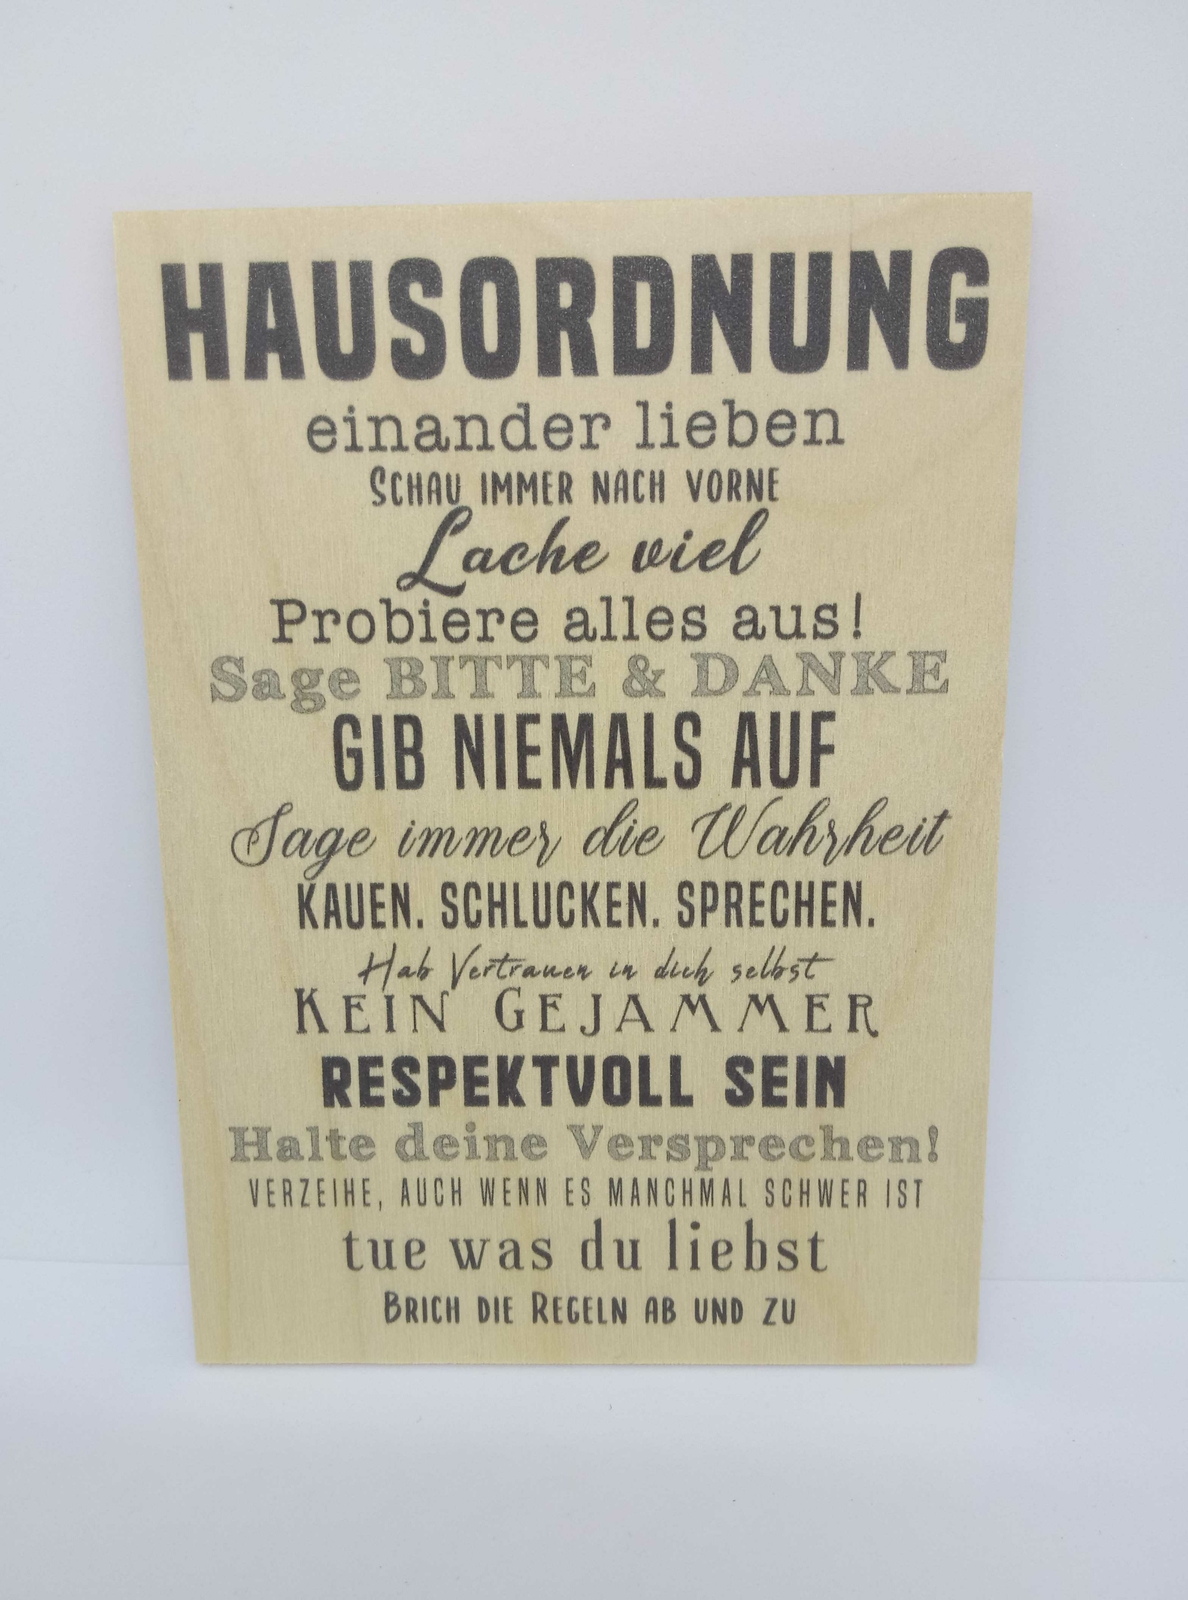 HAUSORDNUNG
einander lieben
SCHAU IMMER NACH VORNE
Lache viel
Probiere alles aus!
Sage BITTE & DANKE
GIB NIEMALS AUF
Sage immer die Wahrheit
KAUEN. SCHLUCKEN. SPRECHEN.
Hab Vertrauen in dich selbst
KEIN GEJAMMER
RESPEKTVOLL SEIN
Halte deine Versprechen!
VERZEIHE, AUCH WENN ES MANCHMAL SCHWER IST
tue was du liebst
BRICH DIE REGELN AB UND ZU